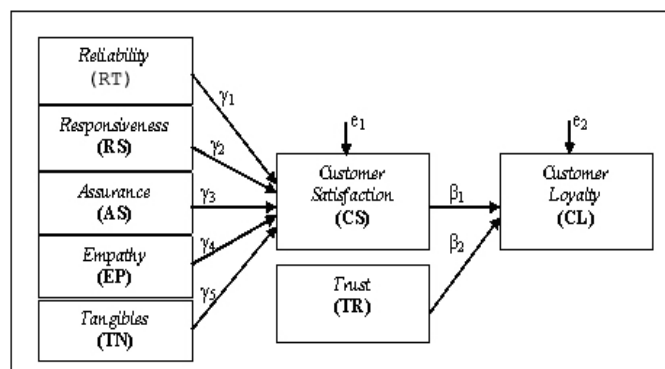 Reliability
(RT)
Responsiveness
(RS)
Assurance
(AS)
Empathy
(EP)
Tangibles
(TN)
γ1
γ2
γ3
γ4
γ5
e1
Customer
Satisfaction
(CS)
Trust
(TR)
β1
β2
e2
Customer
Loyalty
(CL)